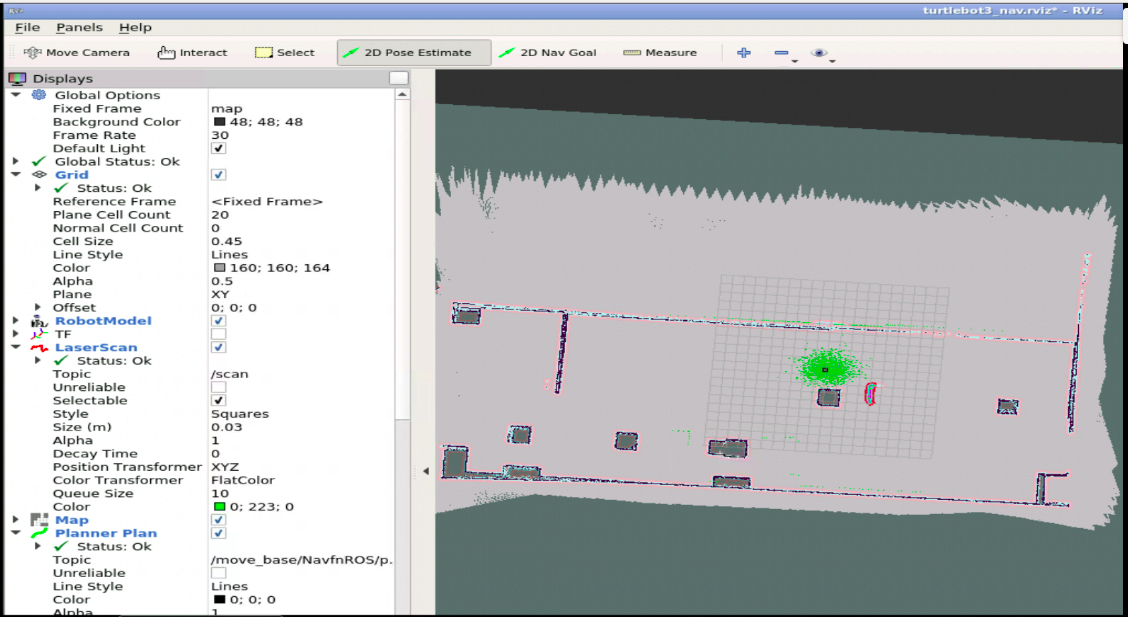 turtlebot3_nav.rviz* - RViz
File Panels Help
Move Camera Interact Select 2D Pose Estimate 2D Nav Goal Measure
Displays
Global Options
Fixed Frame map
Background Color 48; 48; 48
Frame Rate 30
Default Light
Global Status: Ok
Grid
Status: Ok
Reference Frame <Fixed Frame>
Plane Cell Count 20
Normal Cell Count 0
Cell Size 0.45
Line Style Lines
Color 160; 160; 164
Alpha 0.5
Plane XY
Offset 0; 0; 0
RobotModel
TF
LaserScan
Status: Ok
Topic /scan
Unreliable
Selectable
Style Squares
Size (m) 0.03
Alpha 1
Decay Time 0
Position Transformer XYZ
Color Transformer FlatColor
Queue Size 10
Color 0; 223; 0
Map
Planner Plan
Status: Ok
Topic /move_base/NavfnROS/p.
Unreliable
Line Style Lines
Color 0; 0; 0
Alpha 1